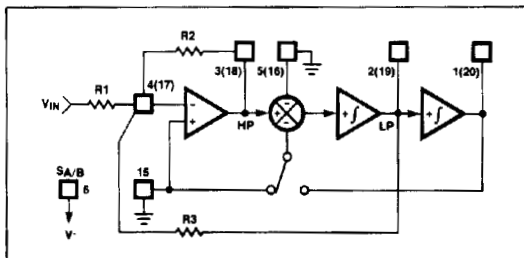 R2
3(18)
5(16)
2(19)
1(20)
R1
4(17)
VIN
HP
LP
SA/B
6
V-
15
R3